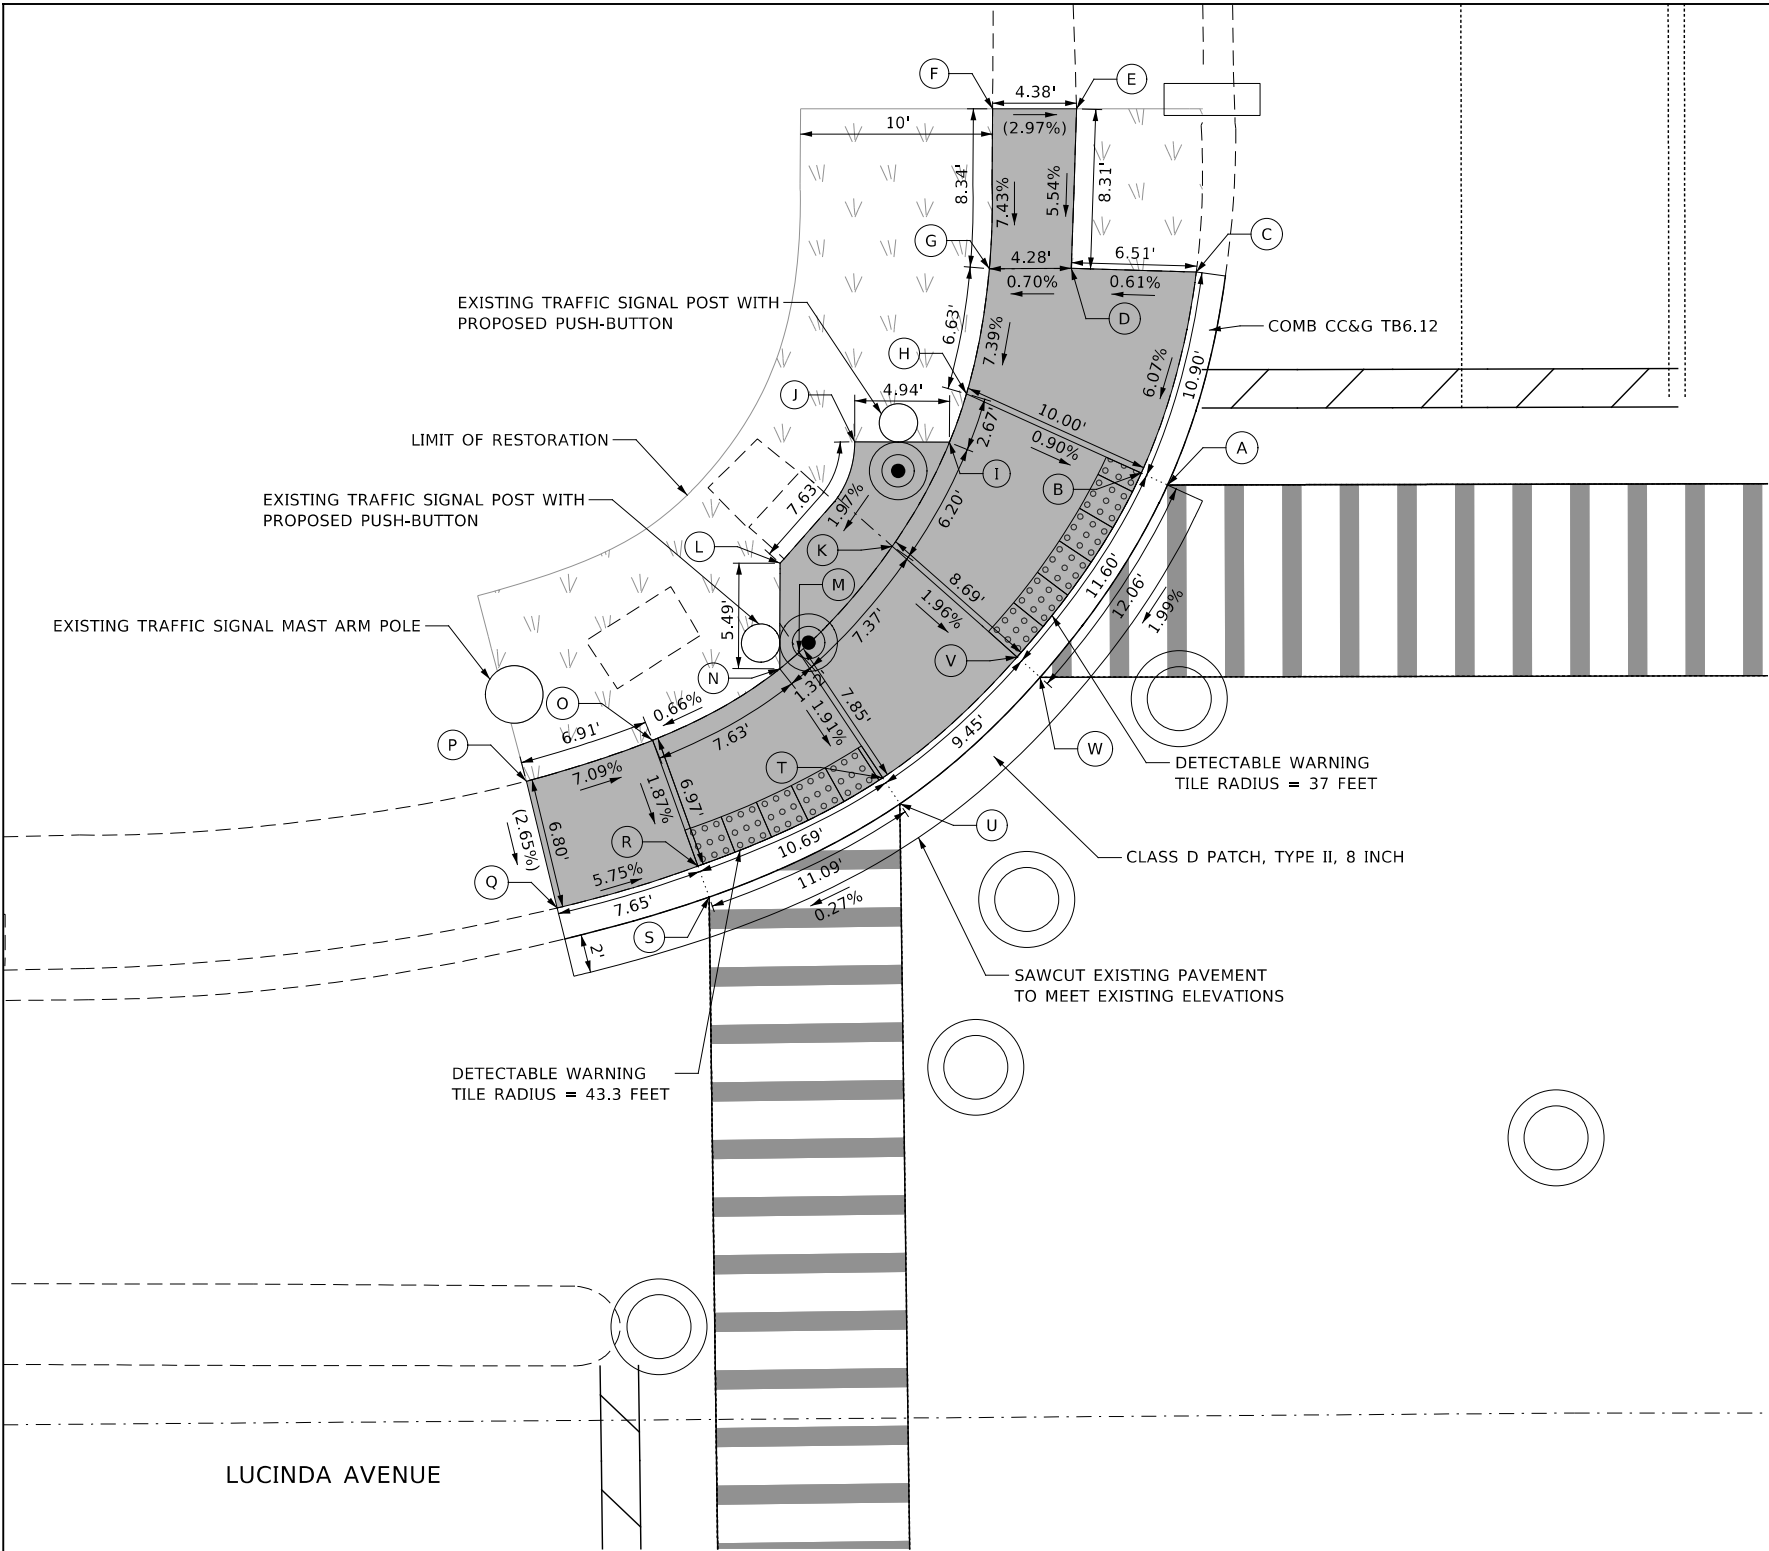 F
E
4.38'
(2.97%)
10'
8.34'
7.43%
5.54%
8.31'
G
C
4.28'
6.51'
0.70%
0.61%
D
EXISTING TRAFFIC SIGNAL POST WITH
PROPOSED PUSH-BUTTON
COMB CC&G TB6.12
6.63'
7.39%
H
6.07%
10.90'
J
4.94'
2.67'
10.00'
0.90%
LIMIT OF RESTORATION
A
I
B
EXISTING TRAFFIC SIGNAL POST WITH
PROPOSED PUSH-BUTTON
7.63'
1.97%
6.20'
L
K
M
8.69'
1.96%
11.60'
12.06'
1.99%
EXISTING TRAFFIC SIGNAL MAST ARM POLE
5.49'
7.37'
V
N
1.32'
7.85'
1.91%
O
0.66%
7.63'
6.91'
P
9.45'
W
7.09%
T
DETECTABLE WARNING
TILE RADIUS = 37 FEET
1.87%
6.97'
(2.65%)
6.80'
U
R
10.69'
CLASS D PATCH, TYPE II, 8 INCH
Q
5.75%
7.65'
11.09'
0.27%
S
2'
SAWCUT EXISTING PAVEMENT
TO MEET EXISTING ELEVATIONS
DETECTABLE WARNING
TILE RADIUS = 43.3 FEET
LUCINDA AVENUE